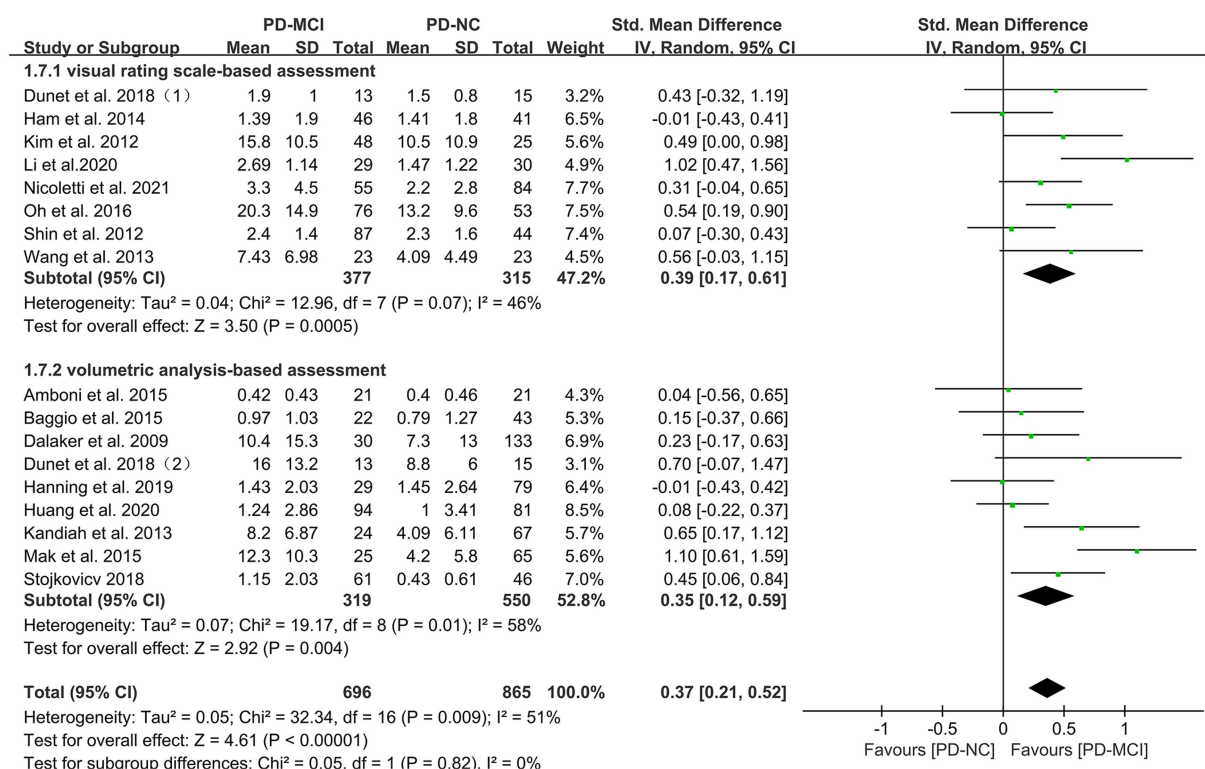 PD-MCI PD-NC Std. Mean Difference Std. Mean Difference
Study or Subgroup Mean SD Total Mean SD Total Weight IV, Random, 95% CI IV, Random, 95% CI
1.7.1 visual rating scale-based assessment
Dunet et al. 2018（1） 1.9 1 13 1.5 0.8 15 3.2% 0.43 [-0.32, 1.19]
Ham et al. 2014 1.39 1.9 46 1.41 1.8 41 6.5% -0.01 [-0.43, 0.41]
Kim et al. 2012 15.8 10.5 48 10.5 10.9 25 5.6% 0.49 [0.00, 0.98]
Li et al.2020 2.69 1.14 29 1.47 1.22 30 4.9% 1.02 [0.47, 1.56]
Nicoletti et al. 2021 3.3 4.5 55 2.2 2.8 84 7.7% 0.31 [-0.04, 0.65]
Oh et al. 2016 20.3 14.9 76 13.2 9.6 53 7.5% 0.54 [0.19, 0.90]
Shin et al. 2012 2.4 1.4 87 2.3 1.6 44 7.4% 0.07 [-0.30, 0.43]
Wang et al. 2013 7.43 6.98 23 4.09 4.49 23 4.5% 0.56 [-0.03, 1.15]
Subtotal (95% CI) 377 315 47.2% 0.39 [0.17, 0.61]
Heterogeneity: Tau² = 0.04; Chi² = 12.96, df = 7 (P = 0.07); I² = 46%
Test for overall effect: Z = 3.50 (P = 0.0005)
1.7.2 volumetric analysis-based assessment
Amboni et al. 2015 0.42 0.43 21 0.4 0.46 21 4.3% 0.04 [-0.56, 0.65]
Baggio et al. 2015 0.97 1.03 22 0.79 1.27 43 5.3% 0.15 [-0.37, 0.66]
Dalaker et al. 2009 10.4 15.3 30 7.3 13 133 6.9% 0.23 [-0.17, 0.63]
Dunet et al. 2018（2） 16 13.2 13 8.8 6 15 3.1% 0.70 [-0.07, 1.47]
Hanning et al. 2019 1.43 2.03 29 1.45 2.64 79 6.4% -0.01 [-0.43, 0.42]
Huang et al. 2020 1.24 2.86 94 1 3.41 81 8.5% 0.08 [-0.22, 0.37]
Kandiah et al. 2013 8.2 6.87 24 4.09 6.11 67 5.7% 0.65 [0.17, 1.12]
Mak et al. 2015 12.3 10.3 25 4.2 5.8 65 5.6% 1.10 [0.61, 1.59]
Stojkovicv 2018 1.15 2.03 61 0.43 0.61 46 7.0% 0.45 [0.06, 0.84]
Subtotal (95% CI) 319 550 52.8% 0.35 [0.12, 0.59]
Heterogeneity: Tau² = 0.07; Chi² = 19.17, df = 8 (P = 0.01); I² = 58%
Test for overall effect: Z = 2.92 (P = 0.004)
Total (95% CI) 696 865 100.0% 0.37 [0.21, 0.52]
Heterogeneity: Tau² = 0.05; Chi² = 32.34, df = 16 (P = 0.009); I² = 51%
-1 -0.5 0 0.5 1
Test for overall effect: Z = 4.61 (P < 0.00001)
Favours [PD-NC] Favours [PD-MCI]
Test for subgroup differences: Chi² = 0.05, df = 1 (P = 0.82), I² = 0%